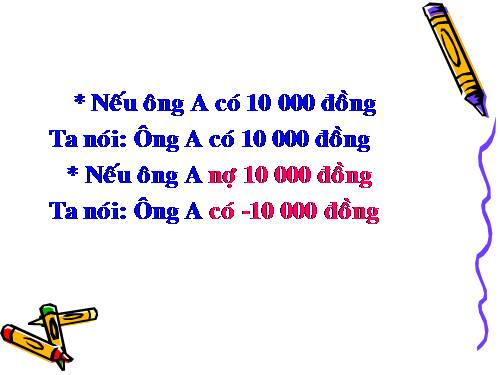 * Nếu ông A có 10 000 đồng
Ta nói: Ông A có 10 000 đồng
* Nếu ông A nợ 10 000 đồng
Ta nói: Ông A có -10 000 đồng